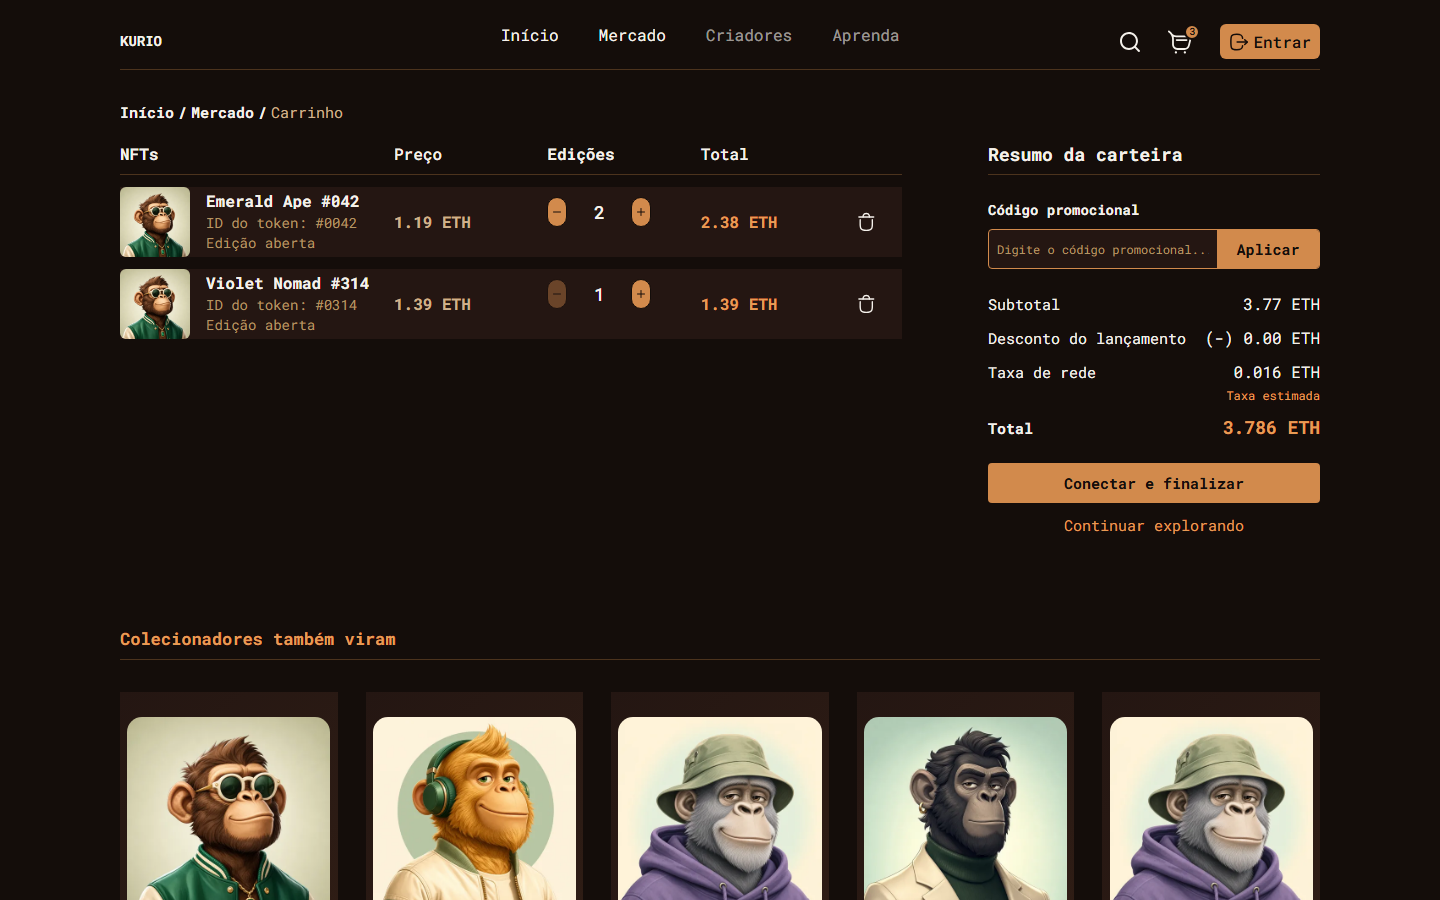 KURIO
Início Mercado Criadores Aprenda
3
Entrar
Início / Mercado / Carrinho
NFTs Preço Edições Total
Emerald Ape #042
ID do token: #0042
Edição aberta
1.19 ETH
− 2 +
2.38 ETH
Violet Nomad #314
ID do token: #0314
Edição aberta
1.39 ETH
− 1 +
1.39 ETH
Resumo da carteira
Código promocional
Digite o código promocional.. Aplicar
Subtotal 3.77 ETH
Desconto do lançamento (-) 0.00 ETH
Taxa de rede 0.016 ETH
Taxa estimada
Total 3.786 ETH
Conectar e finalizar
Continuar explorando
Colecionadores também viram